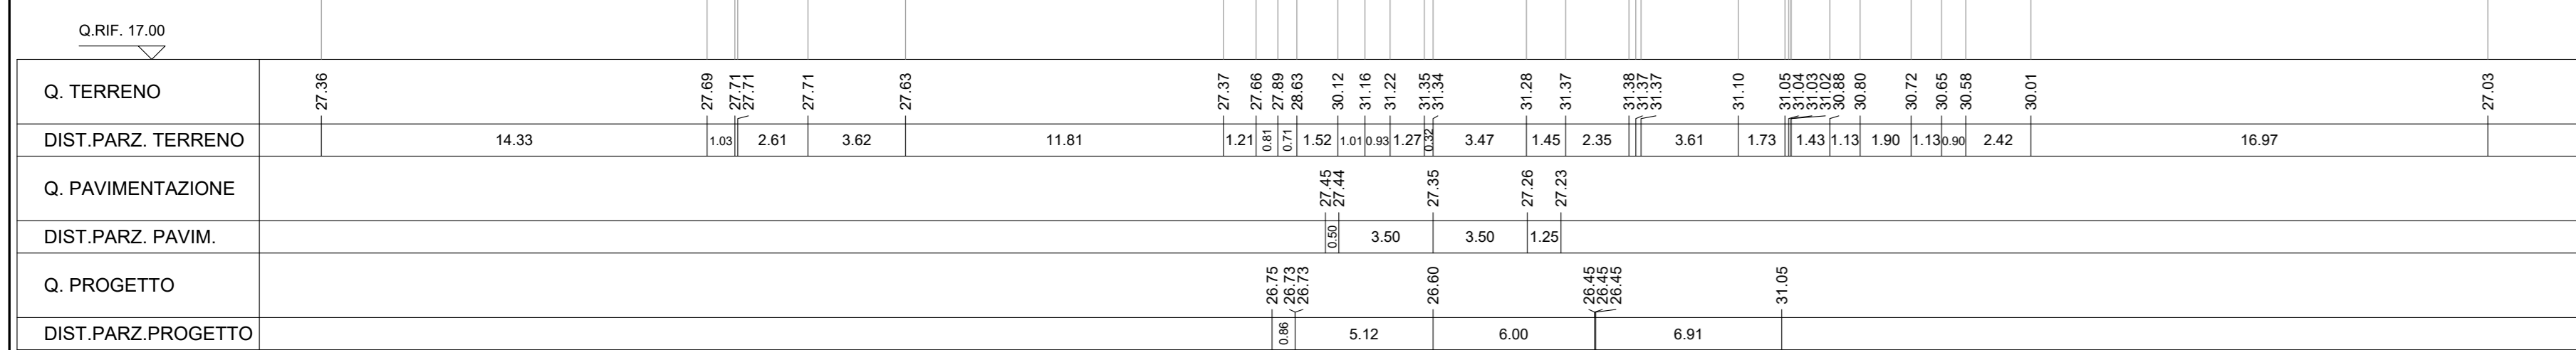 Q.RIF. 17.00
Q. TERRENO 27.36 27.69 27.71 27.71 27.71 27.63 27.37 27.66 27.89 28.63 30.12 31.16 31.22 31.35 31.34 31.28 31.37 31.38 31.37 31.37 31.10 31.05 31.04 31.03 31.02 30.88 30.80 30.72 30.65 30.58 30.01 27.03
DIST.PARZ. TERRENO 14.33 1.03 2.61 3.62 11.81 1.21 0.81 0.71 1.52 1.01 0.93 1.27 0.32 3.47 1.45 2.35 3.61 1.73 1.43 1.13 1.90 1.13 0.90 2.42 16.97
Q. PAVIMENTAZIONE 27.45 27.44 27.35 27.26 27.23
DIST.PARZ. PAVIM. 0.50 3.50 3.50 1.25
Q. PROGETTO 26.75 26.73 26.73 26.60 26.45 26.45 26.45 31.05
DIST.PARZ.PROGETTO 0.86 5.12 6.00 6.91